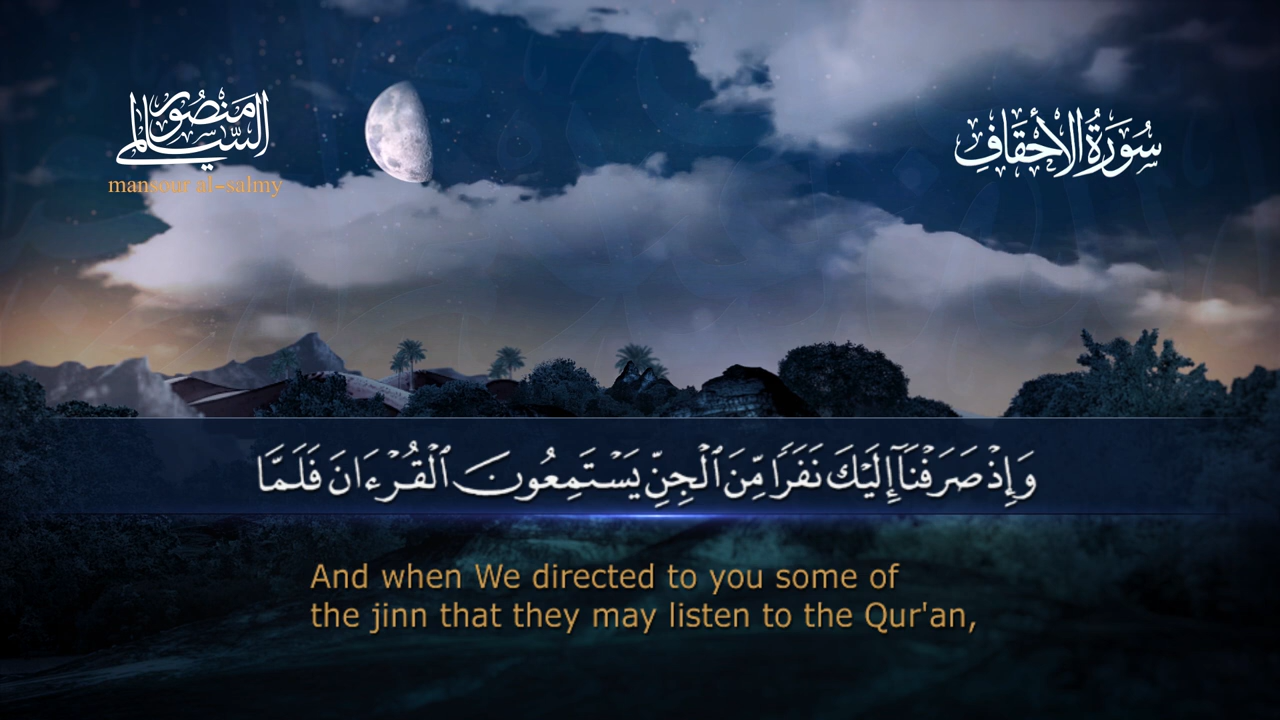 منصور
السالمي
mansour al-salmy
سُورَةُ الأَحْقَافِ
وَإِذْ صَرَفْنَآ إِلَيْكَ نَفَرًا مِّنَ ٱلْجِنِّ يَسْتَمِعُونَ ٱلْقُرْءَانَ فَلَمَّا
And when We directed to you some of
the jinn that they may listen to the Qur'an,